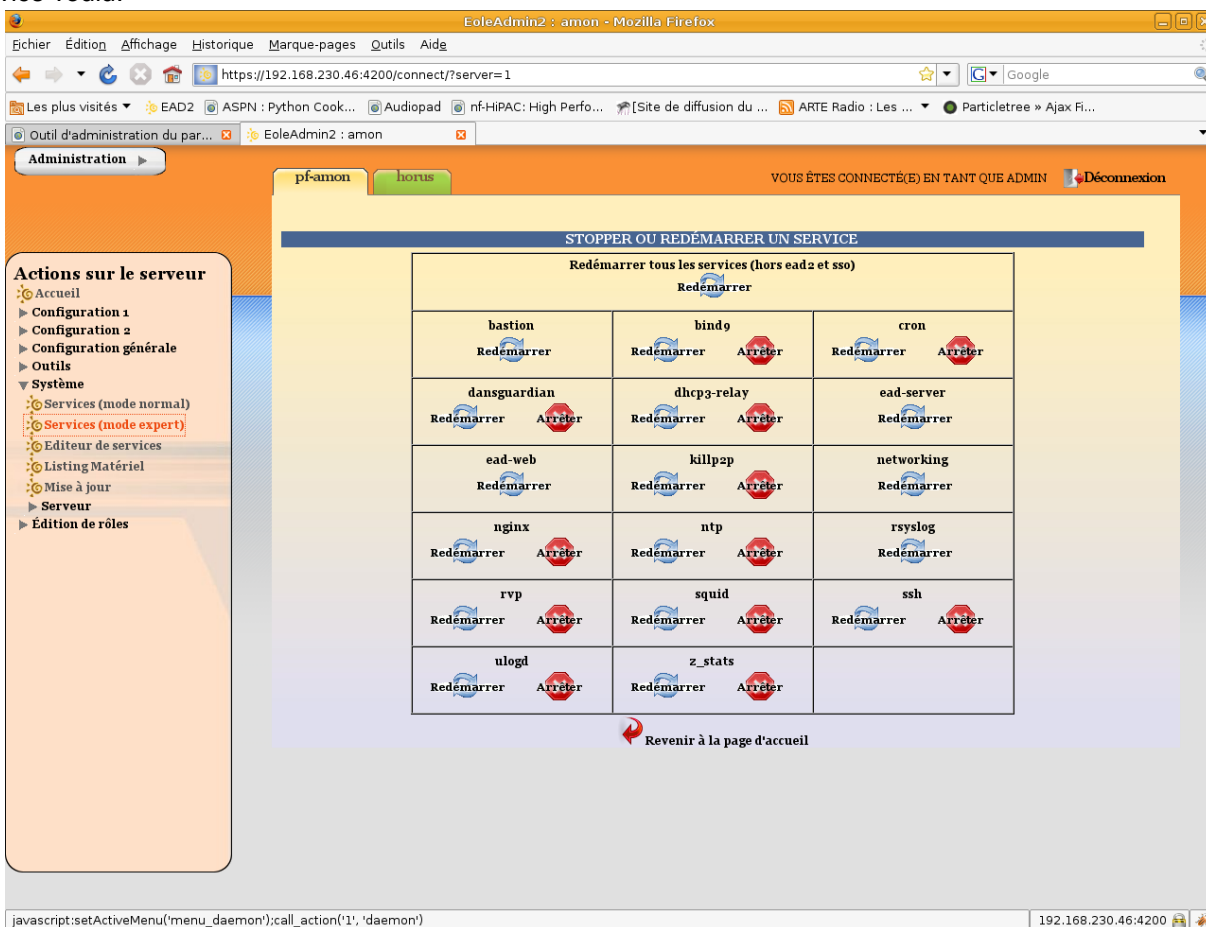 EoleAdmin2 : amon - Mozilla Firefox
Fichier Édition Affichage Historique Marque-pages Outils Aide
https://192.168.230.46:4200/connect/?server=1
Google
Les plus visités EAD2 ASPN : Python Cook... Audiopad nf-HiPAC: High Perfo... [Site de diffusion du ... ARTE Radio : Les ... Particletree » Ajax Fi...
Outil d'administration du par... EoleAdmin2 : amon
Administration
pf-amon horus VOUS ÊTES CONNECTÉ(E) EN TANT QUE ADMIN Déconnexion
Actions sur le serveur
Accueil
Configuration 1
Configuration 2
Configuration générale
Outils
Système
Services (mode normal)
Services (mode expert)
Editeur de services
Listing Matériel
Mise à jour
Serveur
Édition de rôles
STOPPER OU REDÉMARRER UN SERVICE
Redémarrer tous les services (hors ead2 et sso)
Redémarrer
bastion bind9 cron
Redémarrer Redémarrer Arrêter Redémarrer Arrêter
dansguardian dhcp3-relay ead-server
Redémarrer Arrêter Redémarrer Arrêter Redémarrer
ead-web killp2p networking
Redémarrer Redémarrer Arrêter Redémarrer
nginx ntp rsyslog
Redémarrer Arrêter Redémarrer Arrêter Redémarrer
rvp squid ssh
Redémarrer Arrêter Redémarrer Arrêter Redémarrer Arrêter
ulogd z_stats
Redémarrer Arrêter Redémarrer Arrêter
Revenir à la page d'accueil
javascript:setActiveMenu('menu_daemon');call_action('1', 'daemon')
192.168.230.46:4200